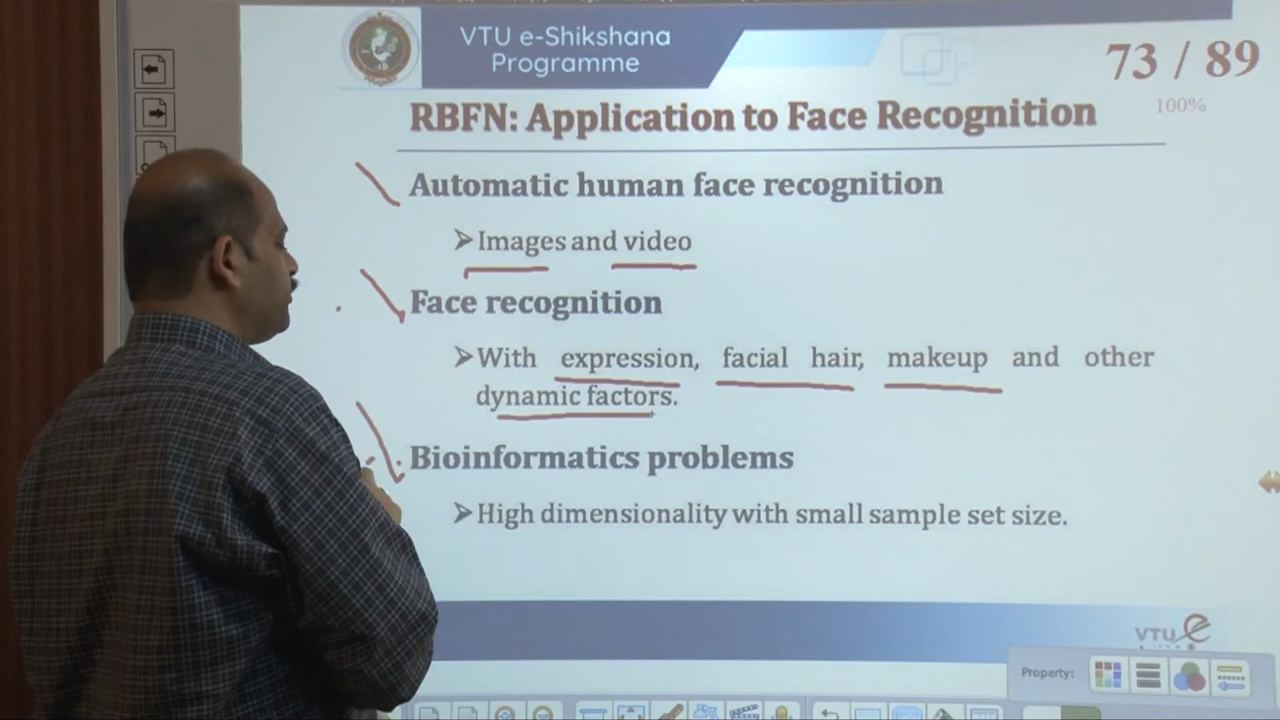 VTU e-Shikshana
Programme
73 / 89
100%
RBFN: Application to Face Recognition
Automatic human face recognition
➢Images and video
Face recognition
➢With expression, facial hair, makeup and other
dynamic factors.
Bioinformatics problems
➢High dimensionality with small sample set size.
VTU e
Property: